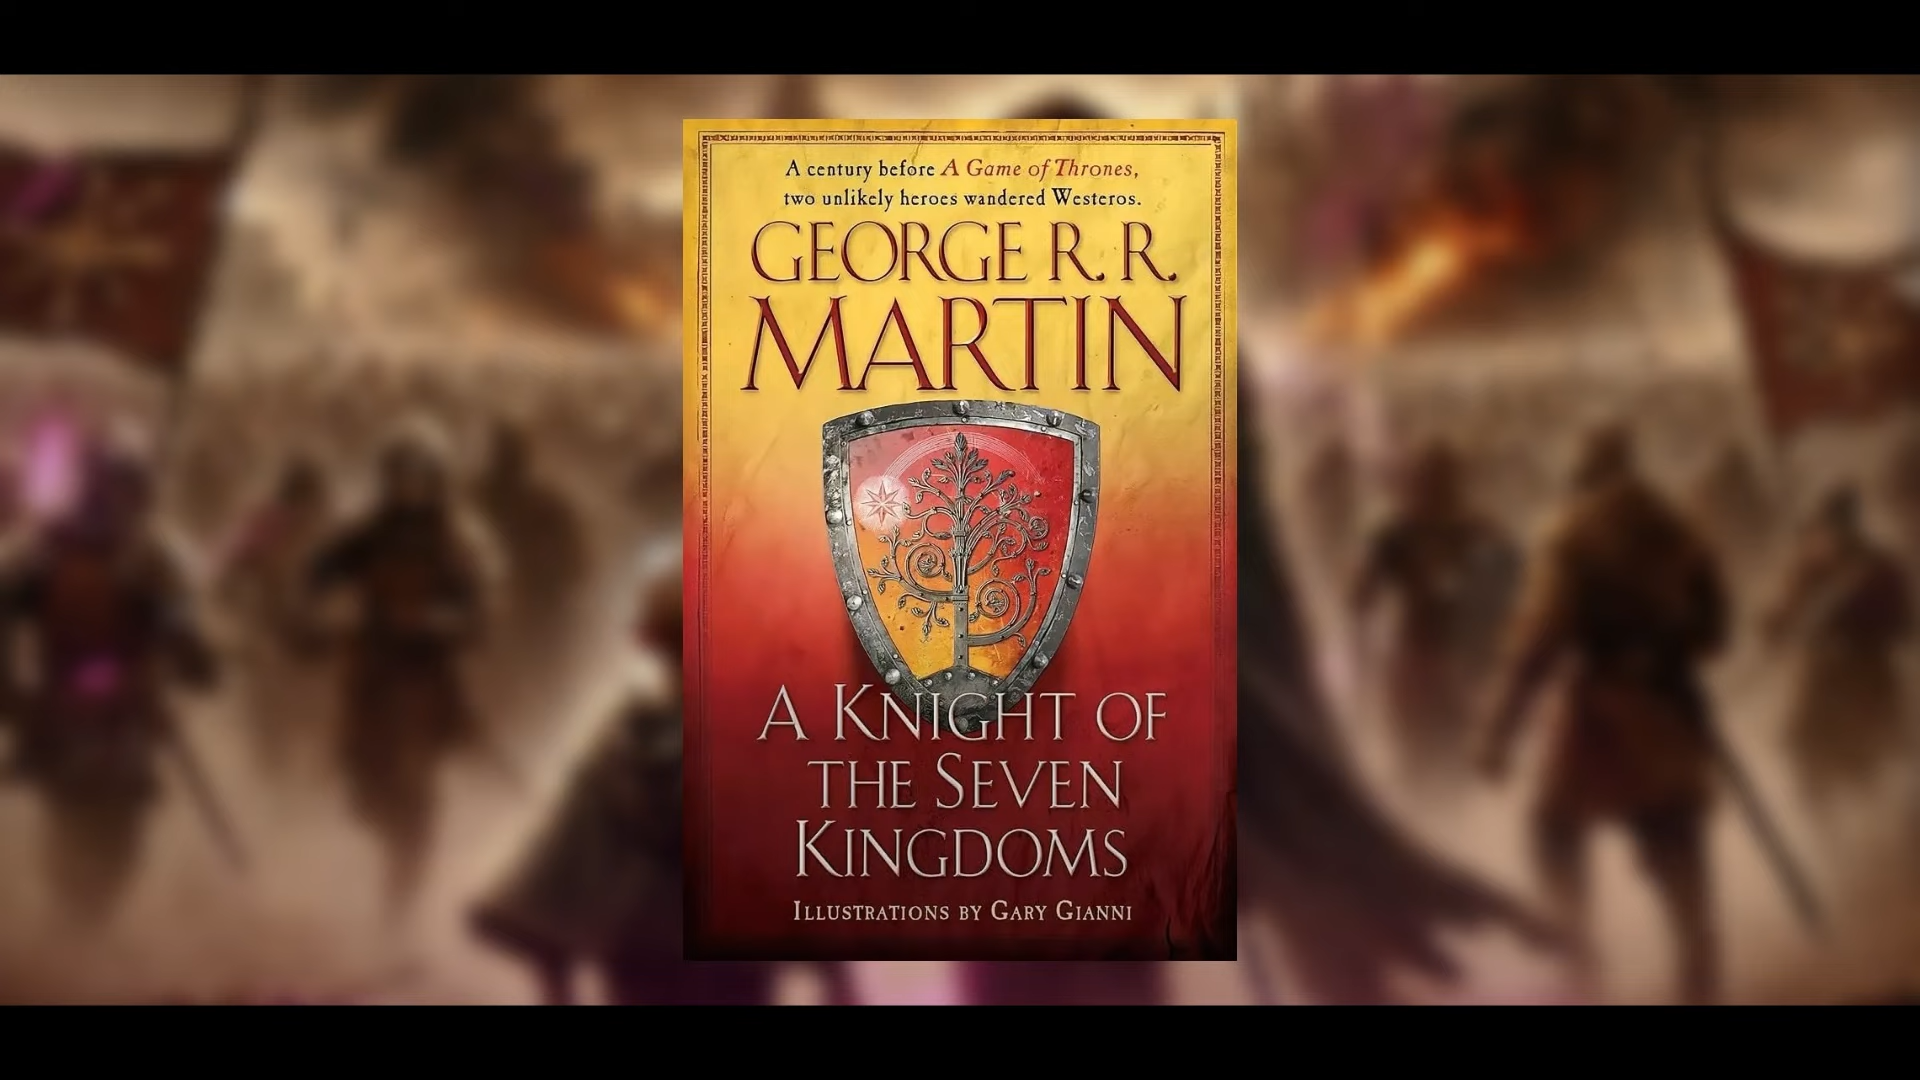 A century before A Game of Thrones,
two unlikely heroes wandered Westeros.
GEORGE R. R.
MARTIN
A KNIGHT OF
THE SEVEN
KINGDOMS
ILLUSTRATIONS BY GARY GIANNI